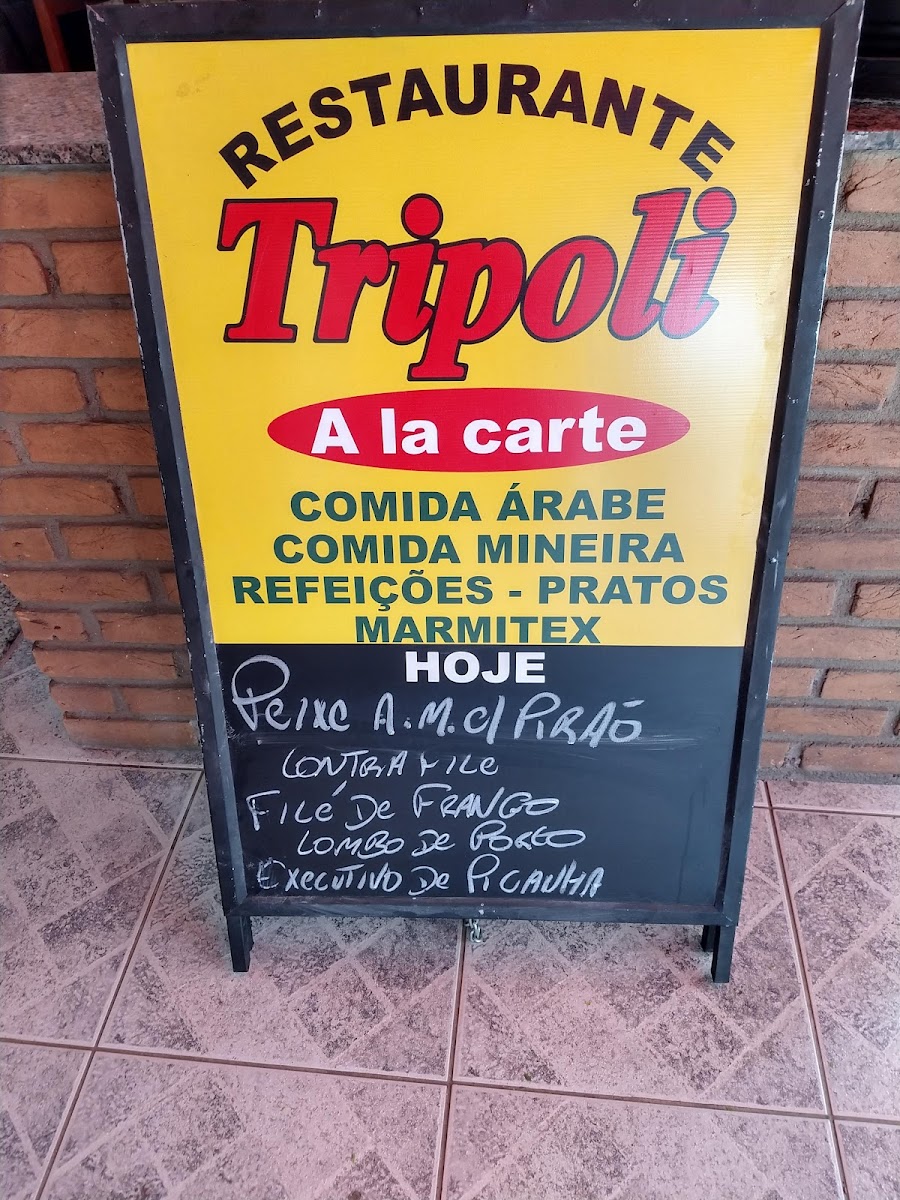 RESTAURANTE
Tripoli
A la carte
COMIDA ÁRABE
COMIDA MINEIRA
REFEIÇÕES - PRATOS
MARMITEX
HOJE
Peixe A.M. c/ PIRÃO
CONTRA FILE
FILÉ De FRANGO
LOMBO De PORCO
EXECUTIVO De PICANHA